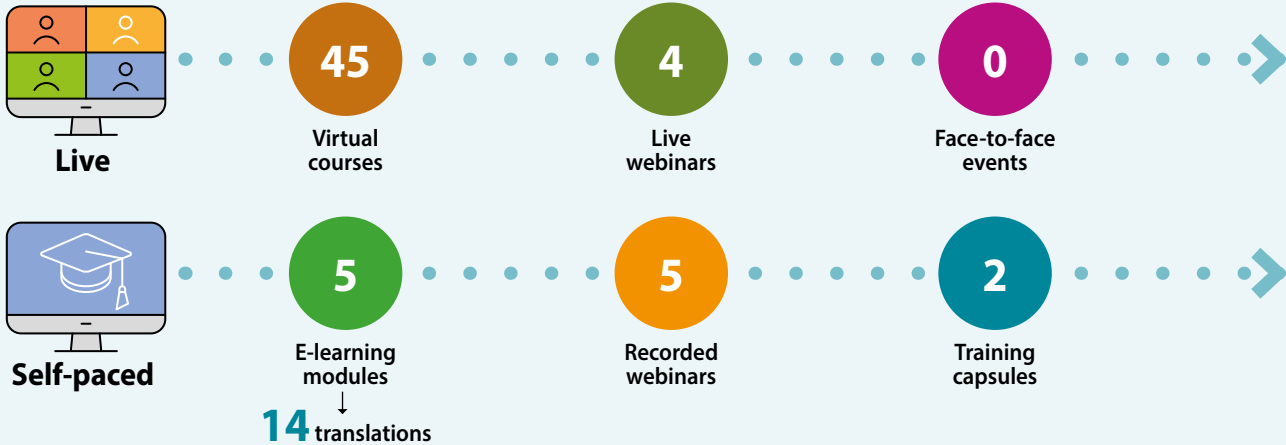 45
4
0
Live
Virtual
courses
Live
webinars
Face-to-face
events
5
5
2
Self-paced
E-learning
modules
Recorded
webinars
Training
capsules
14 translations